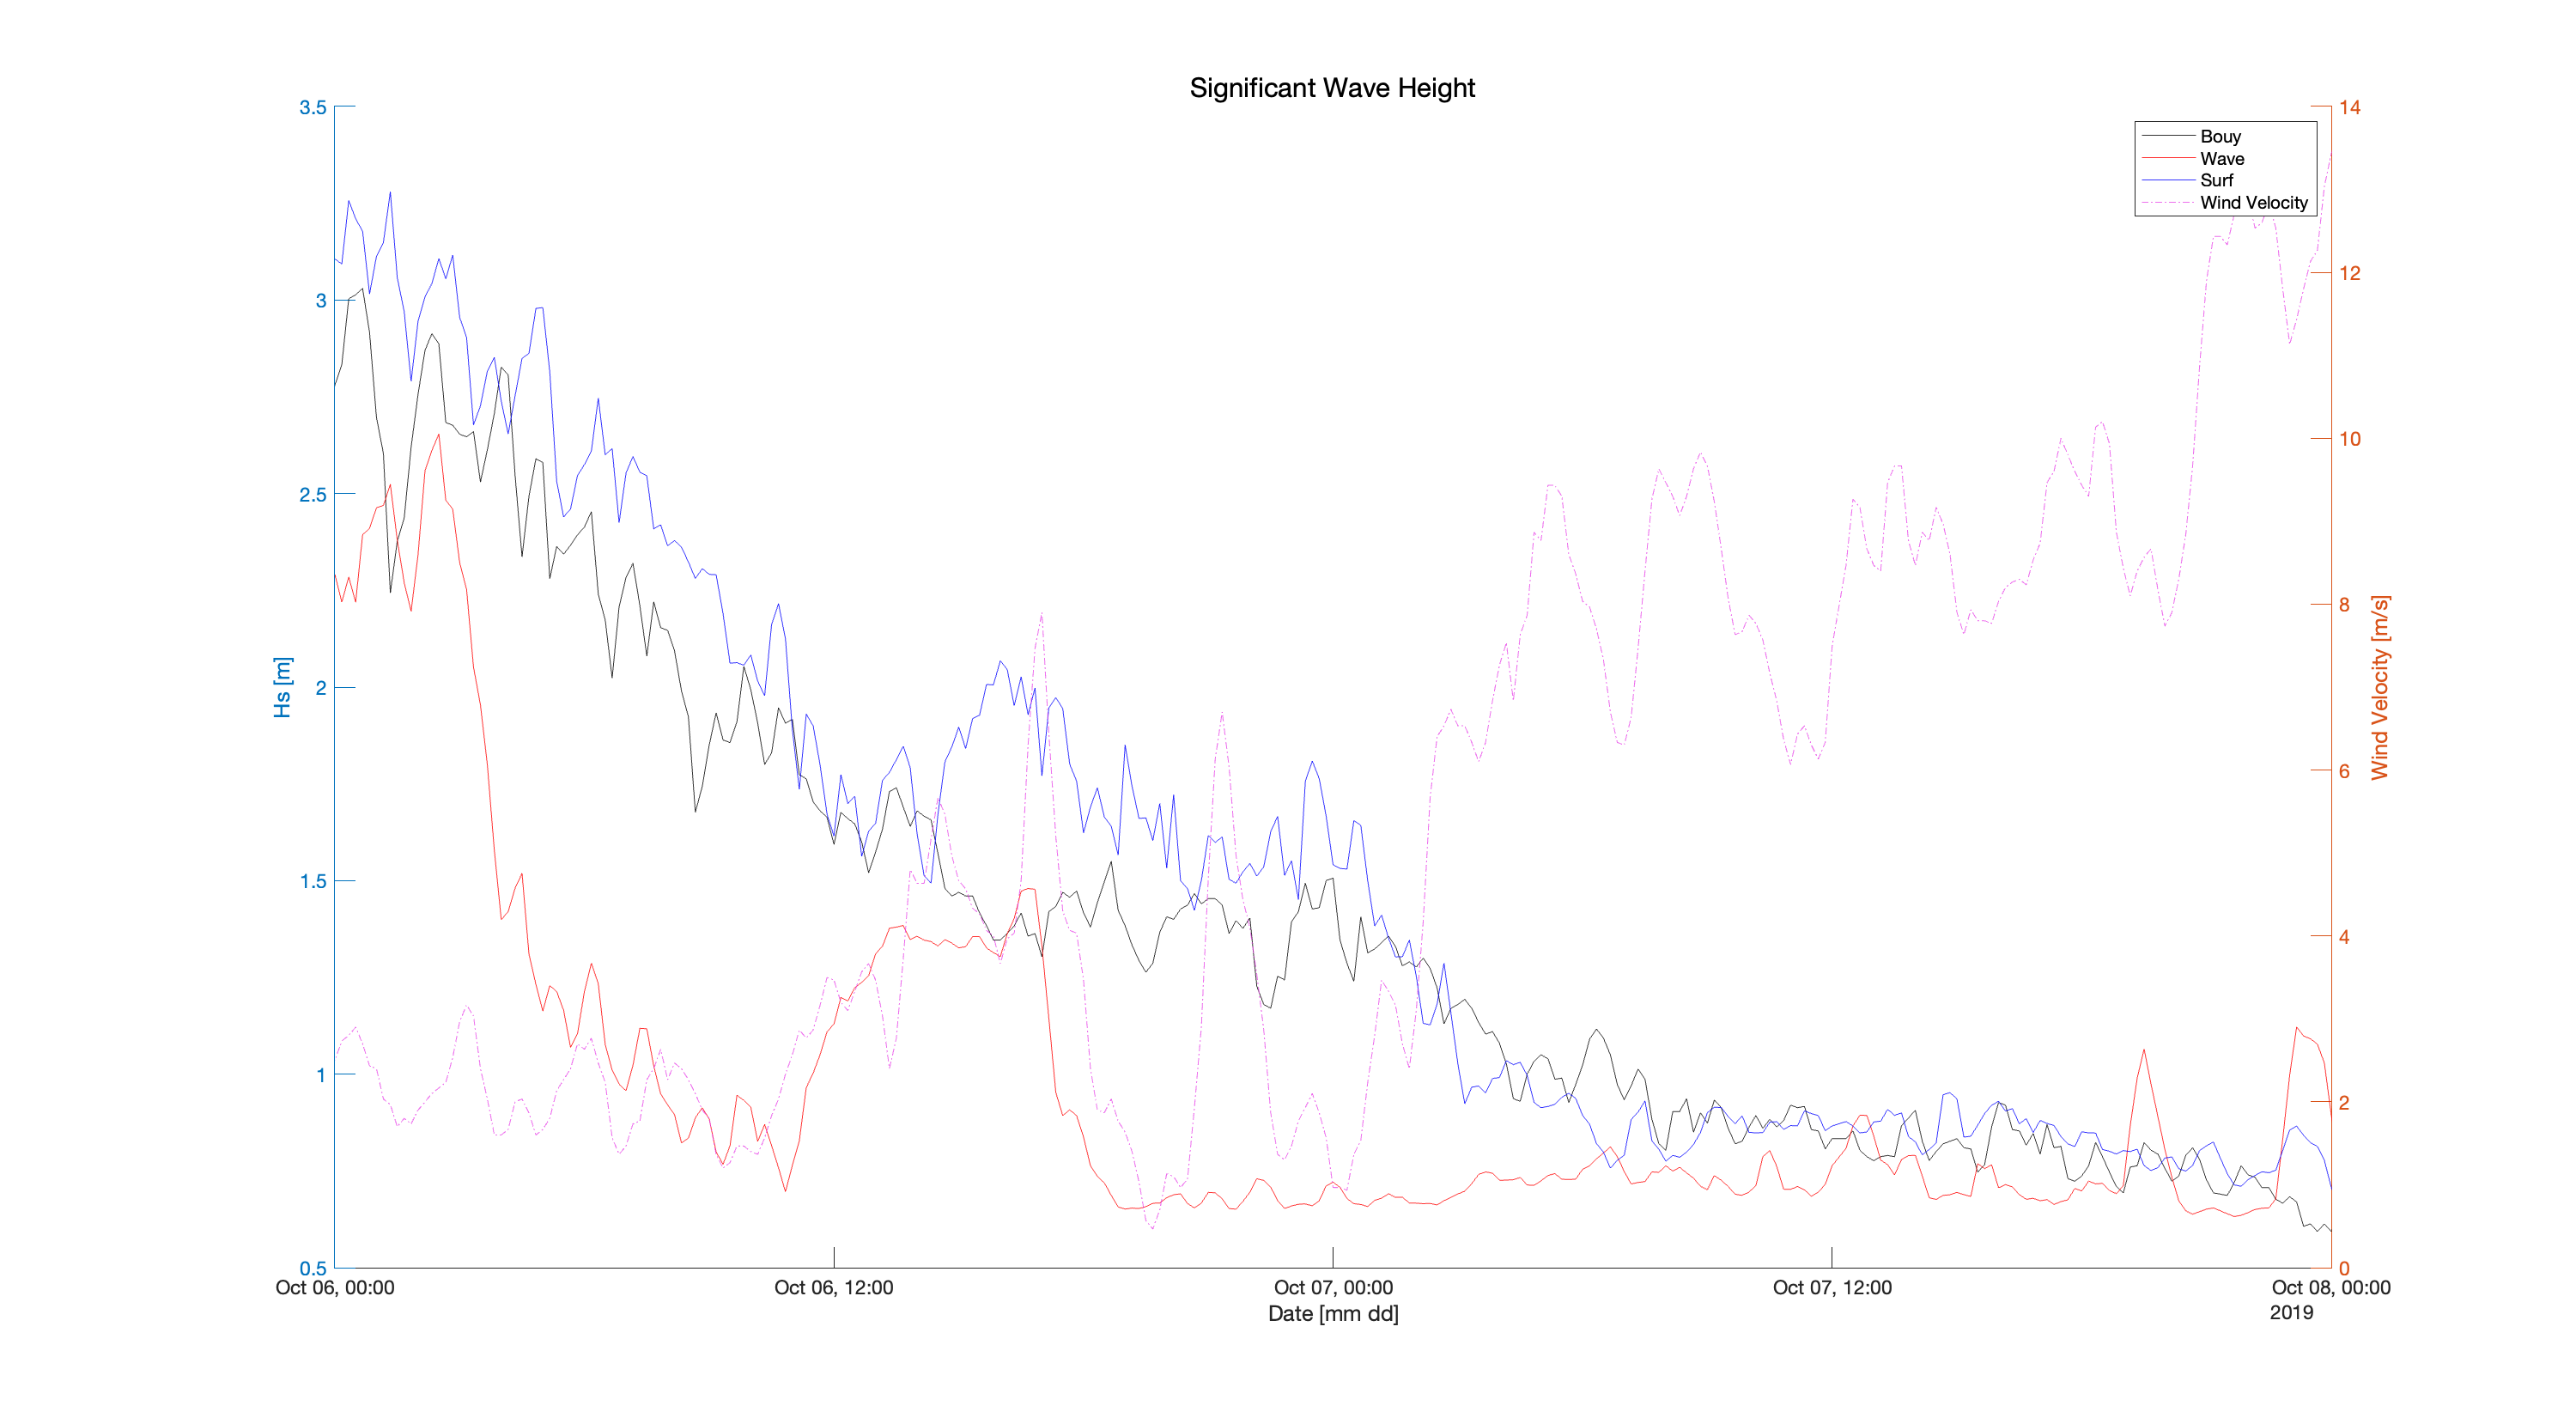 Significant Wave Height
3.5
3
2.5
2
1.5
1
0.5
Hs [m]
14
12
10
8
6
4
2
0
Wind Velocity [m/s]
Bouy
Wave
Surf
Wind Velocity
Oct 06, 00:00
Oct 06, 12:00
Oct 07, 00:00
Oct 07, 12:00
Oct 08, 00:00
2019
Date [mm dd]